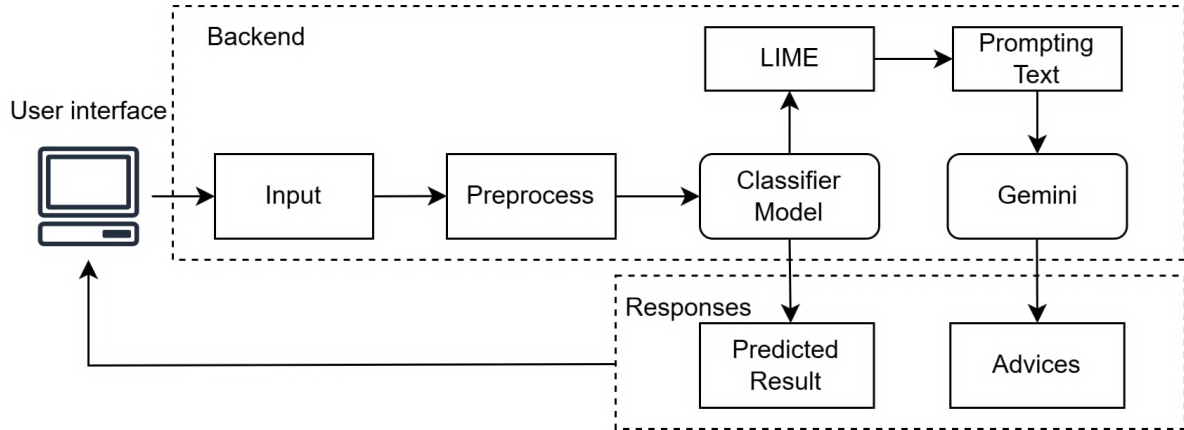 Backend
LIME
Prompting
Text
User interface
Input
Preprocess
Classifier
Model
Gemini
Responses
Predicted
Result
Advices